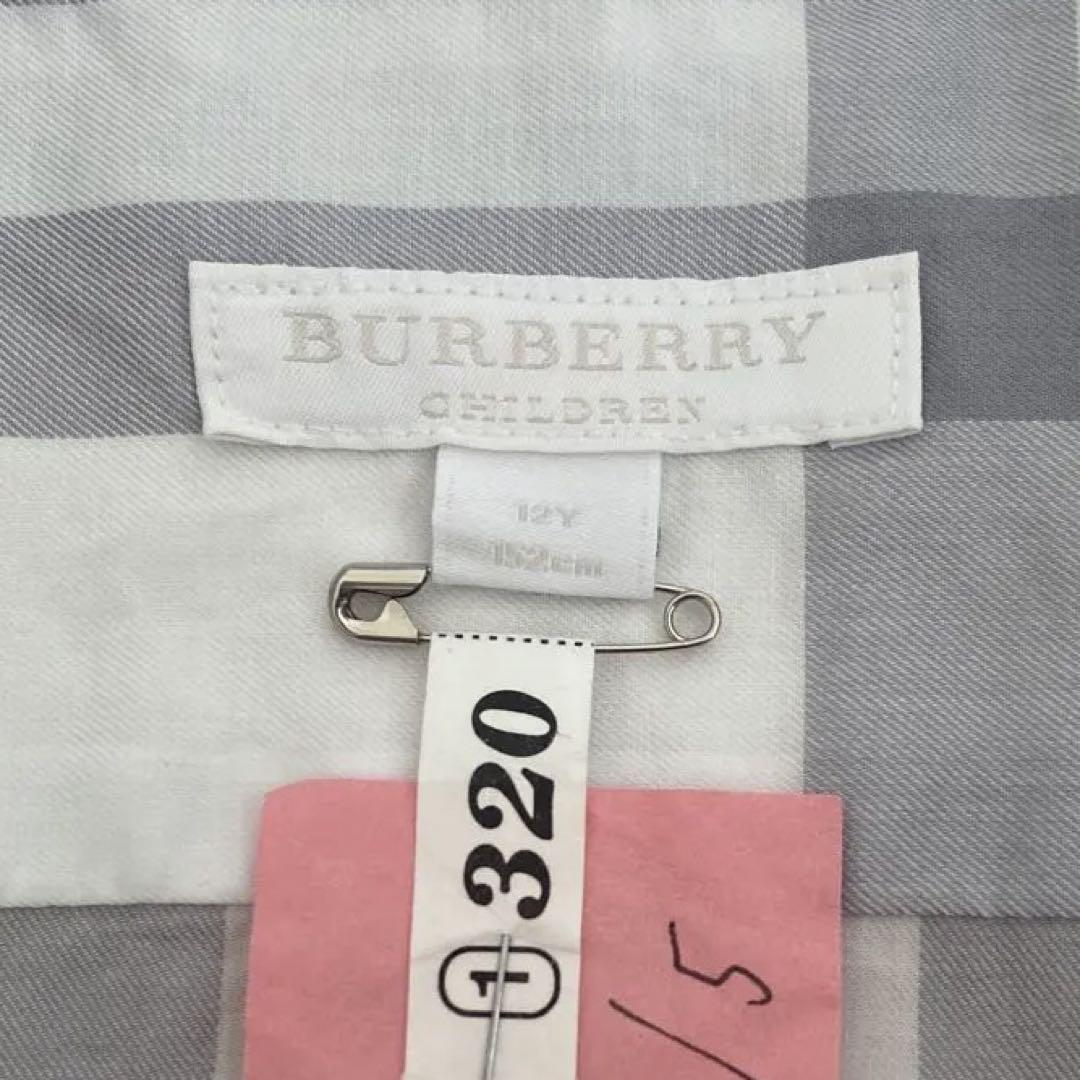 BURBERRY
CHILDREN
12Y
152cm
1 320
/5